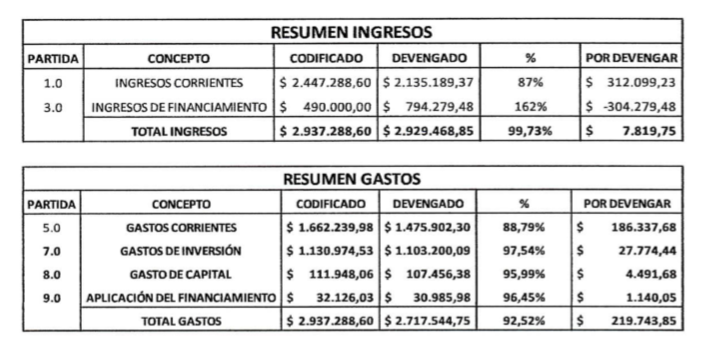 RESUMEN INGRESOS
PARTIDA CONCEPTO CODIFICADO DEVENGADO % POR DEVENGAR
1.0 INGRESOS CORRIENTES $ 2.447.288,60 $ 2.135.189,37 87% $ 312.099,23
3.0 INGRESOS DE FINANCIAMIENTO $ 490.000,00 $ 794.279,48 162% $ -304.279,48
TOTAL INGRESOS $ 2.937.288,60 $ 2.929.468,85 99,73% $ 7.819,75
RESUMEN GASTOS
PARTIDA CONCEPTO CODIFICADO DEVENGADO % POR DEVENGAR
5.0 GASTOS CORRIENTES $ 1.662.239,98 $ 1.475.902,30 88,79% $ 186.337,68
7.0 GASTOS DE INVERSIÓN $ 1.130.974,53 $ 1.103.200,09 97,54% $ 27.774,44
8.0 GASTO DE CAPITAL $ 111.948,06 $ 107.456,38 95,99% $ 4.491,68
9.0 APLICACIÓN DEL FINANCIAMIENTO $ 32.126,03 $ 30.985,98 96,45% $ 1.140,05
TOTAL GASTOS $ 2.937.288,60 $ 2.717.544,75 92,52% $ 219.743,85